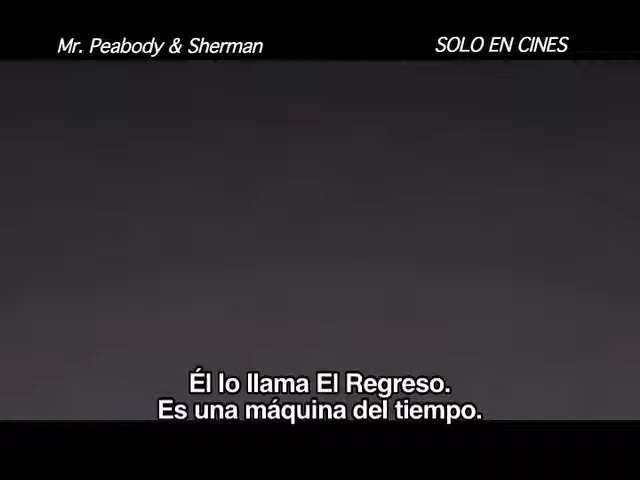 Mr. Peabody & Sherman
SOLO EN CINES
Él lo llama El Regreso.
Es una máquina del tiempo.